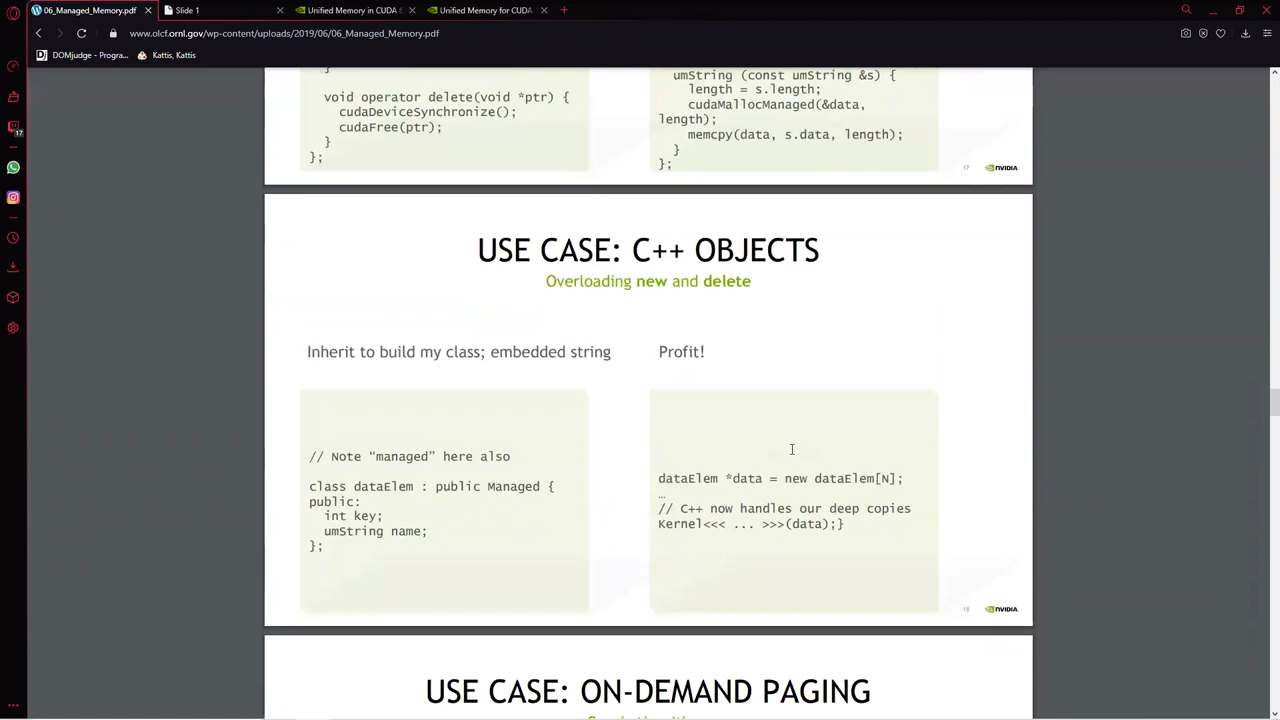 06_Managed_Memory.pdf
Slide 1
Unified Memory in CUDA 6
Unified Memory for CUDA
www.olcf.ornl.gov/wp-content/uploads/2019/06/06_Managed_Memory.pdf
DOMjudge - Progra...
Kattis, Kattis
17
}
void operator delete(void *ptr) {
cudaDeviceSynchronize();
cudaFree(ptr);
}
};
umString (const umString &s) {
length = s.length;
cudaMallocManaged(&data,
length);
memcpy(data, s.data, length);
}
};
17
NVIDIA
USE CASE: C++ OBJECTS
Overloading new and delete
Inherit to build my class; embedded string
// Note “managed” here also
class dataElem : public Managed {
public:
int key;
umString name;
};
Profit!
dataElem *data = new dataElem[N];
…
// C++ now handles our deep copies
Kernel<<< ... >>>(data);}
18
NVIDIA
USE CASE: ON-DEMAND PAGING